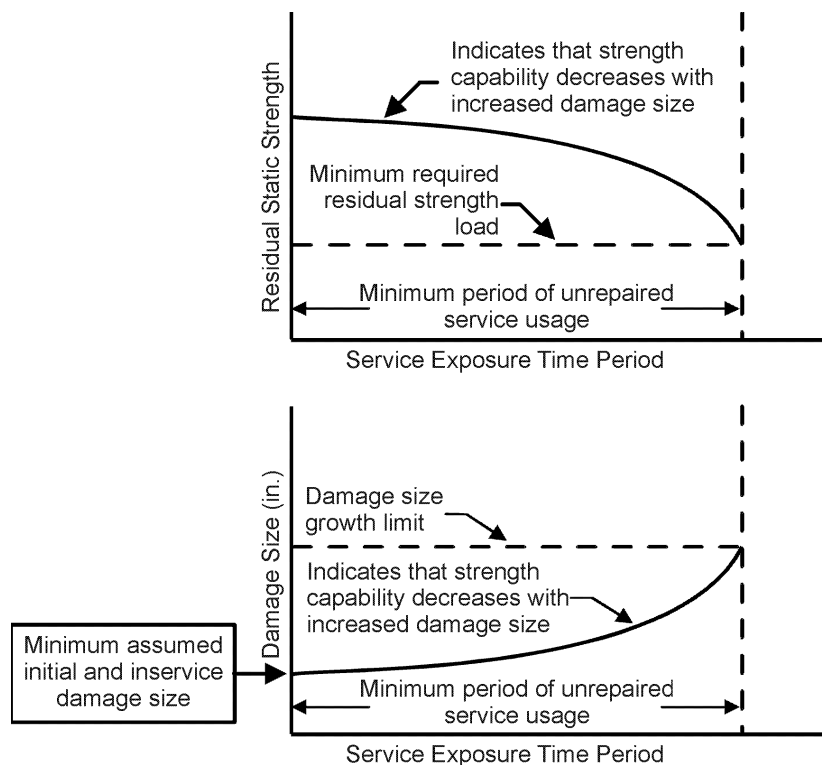 Indicates that strength
capability decreases with
increased damage size
Residual Static Strength
Minimum required
residual strength
load
Minimum period of unrepaired
service usage
Service Exposure Time Period
Damage Size (in.)
Damage size
growth limit
Indicates that strength
capability decreases with
increased damage size
Minimum assumed
initial and inservice
damage size
Minimum period of unrepaired
service usage
Service Exposure Time Period